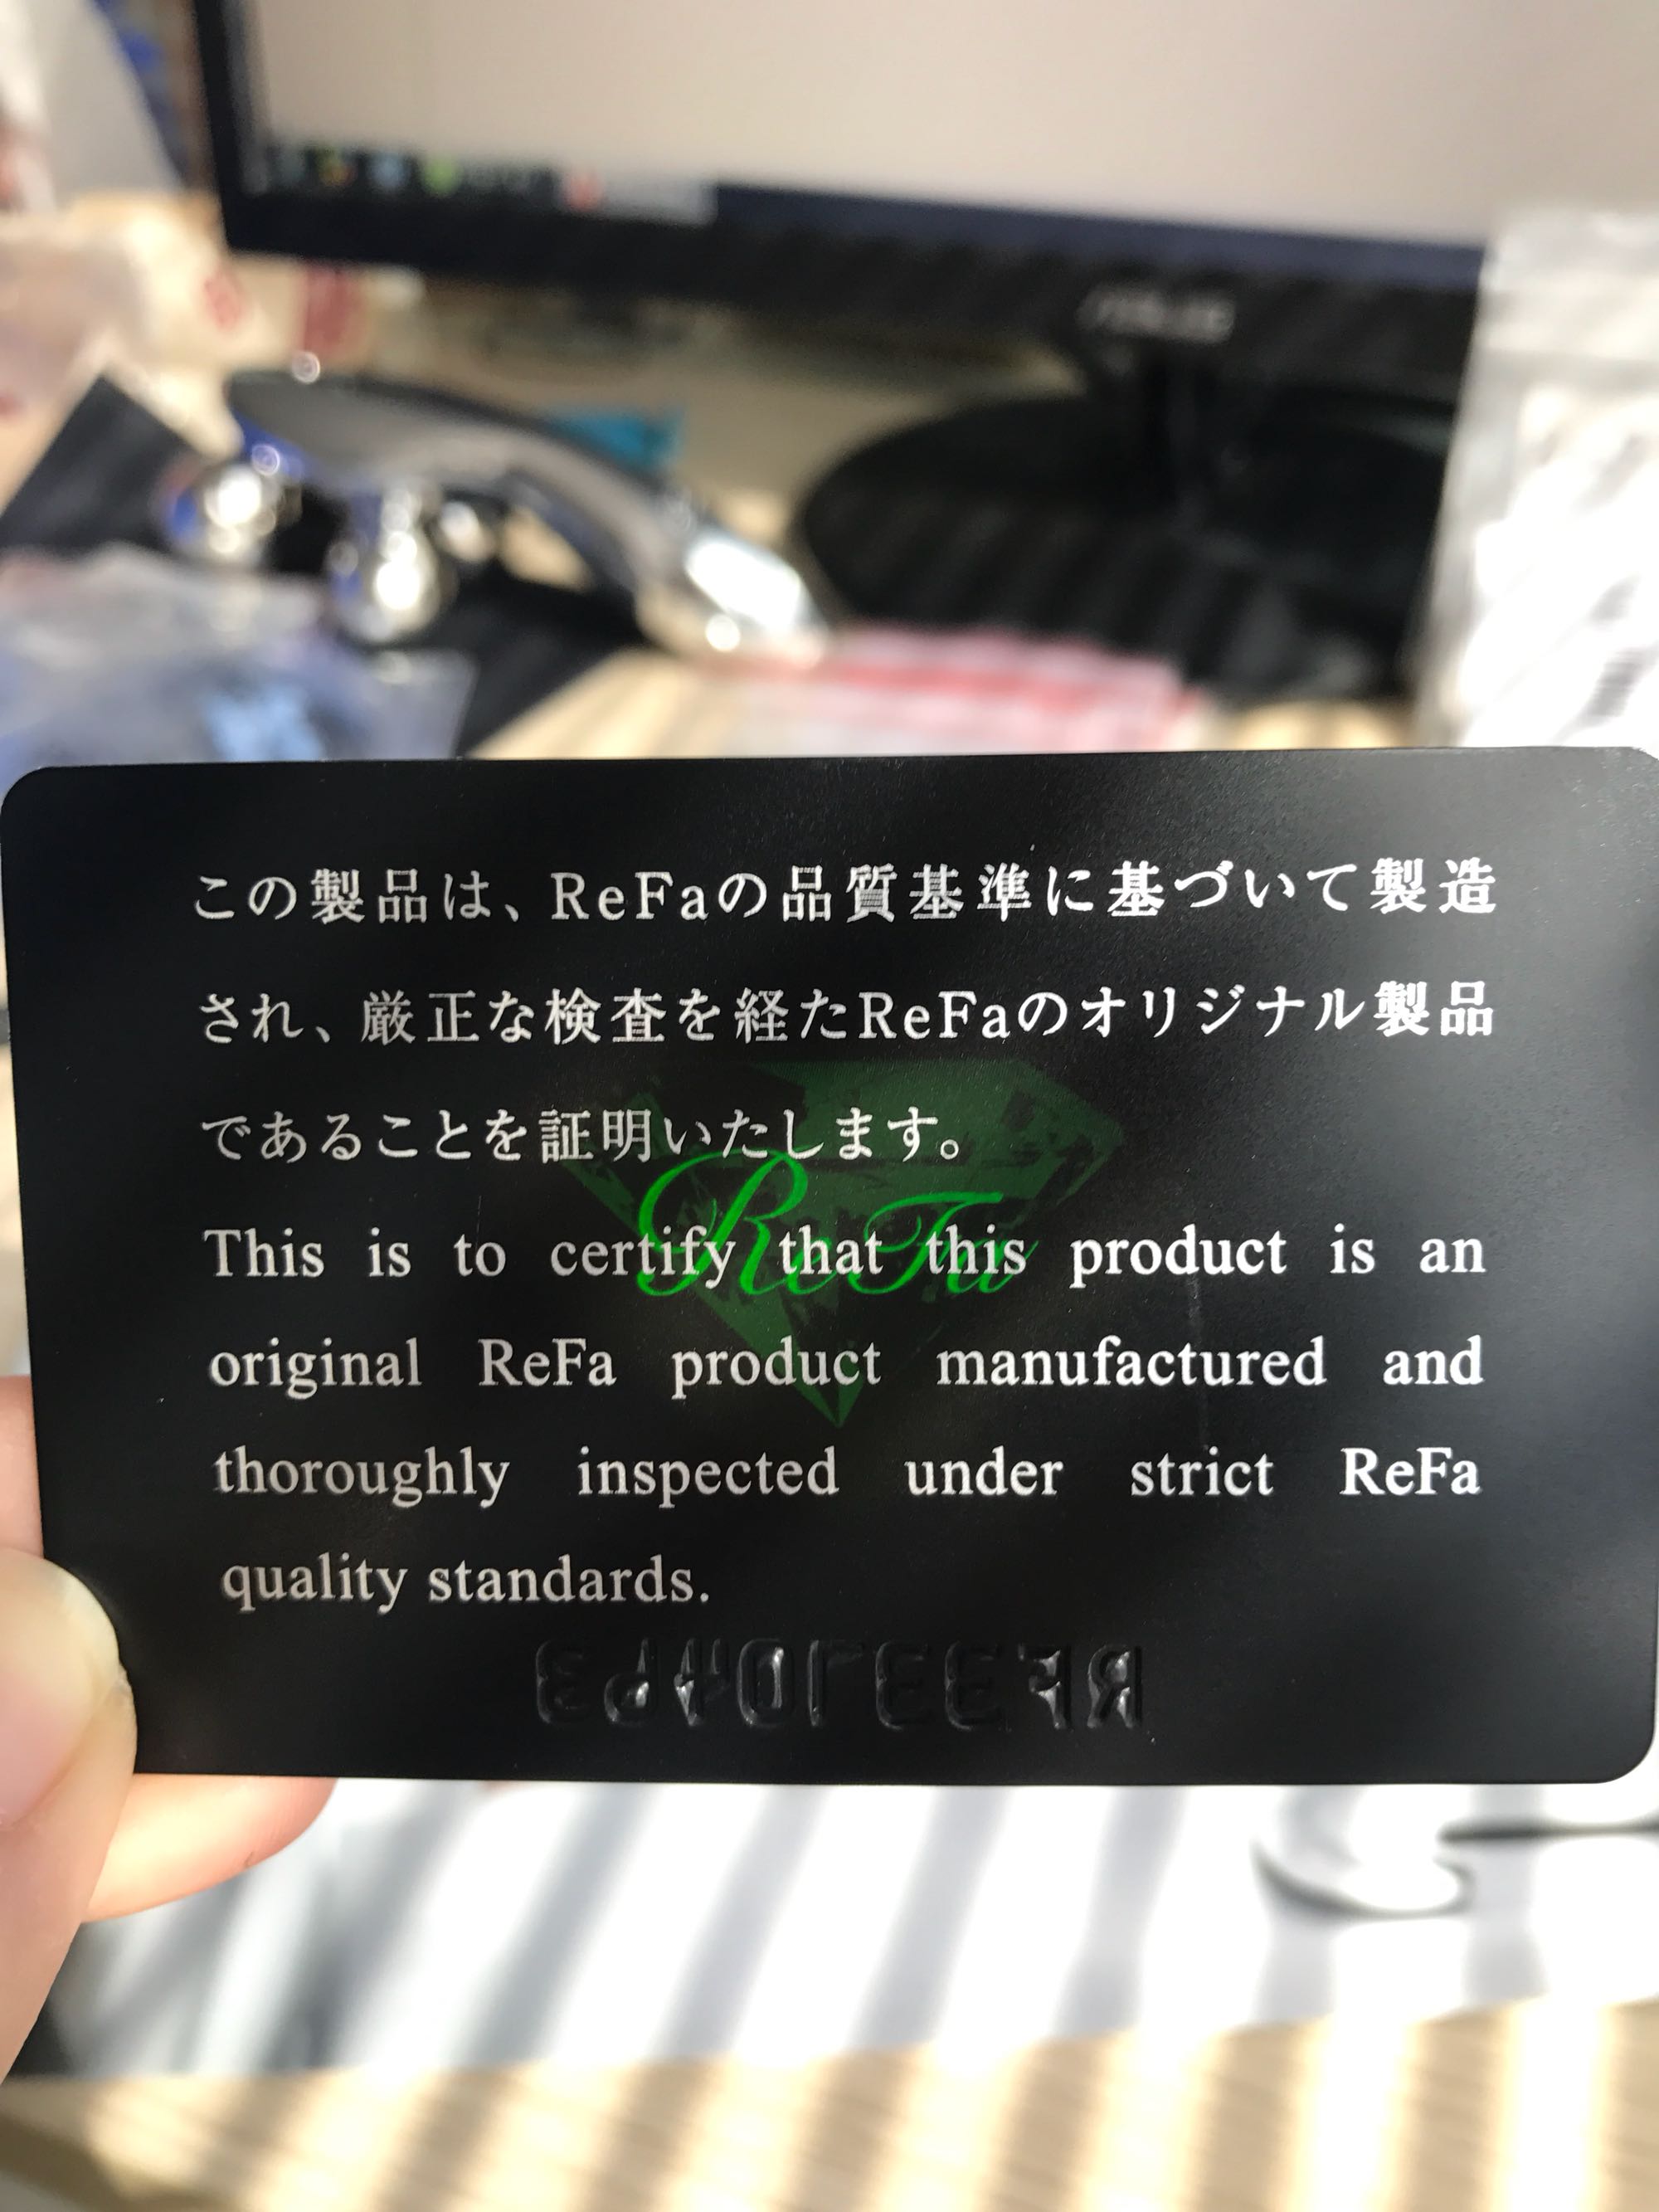 この製品は、ReFaの品質基準に基づいて製造
され、厳正な検査を経たReFaのオリジナル製品
であることを証明いたします。
ReFa
This is to certify that this product is an
original ReFa product manufactured and
thoroughly inspected under strict ReFa
quality standards.